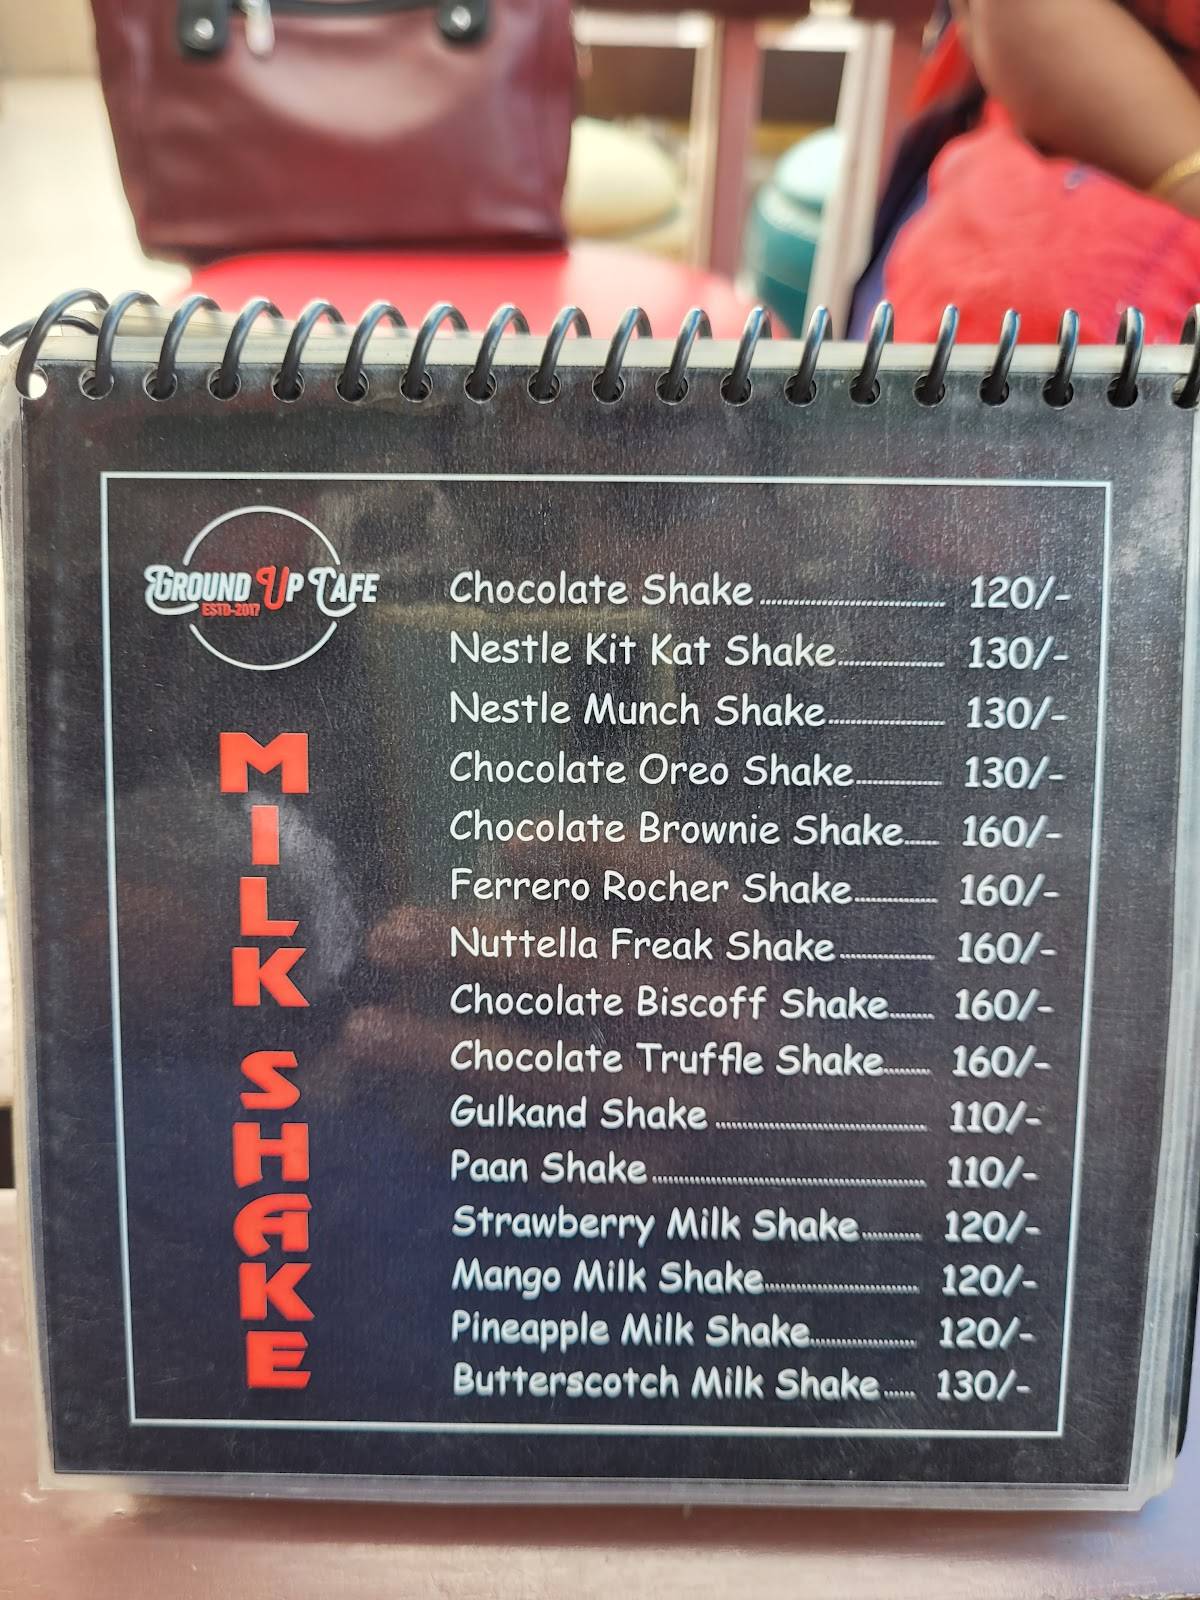 GROUND UP CAFE
ESTD-2017
MILK SHAKE
Chocolate Shake 120/-
Nestle Kit Kat Shake 130/-
Nestle Munch Shake 130/-
Chocolate Oreo Shake 130/-
Chocolate Brownie Shake 160/-
Ferrero Rocher Shake 160/-
Nuttella Freak Shake 160/-
Chocolate Biscoff Shake 160/-
Chocolate Truffle Shake 160/-
Gulkand Shake 110/-
Paan Shake 110/-
Strawberry Milk Shake 120/-
Mango Milk Shake 120/-
Pineapple Milk Shake 120/-
Butterscotch Milk Shake 130/-